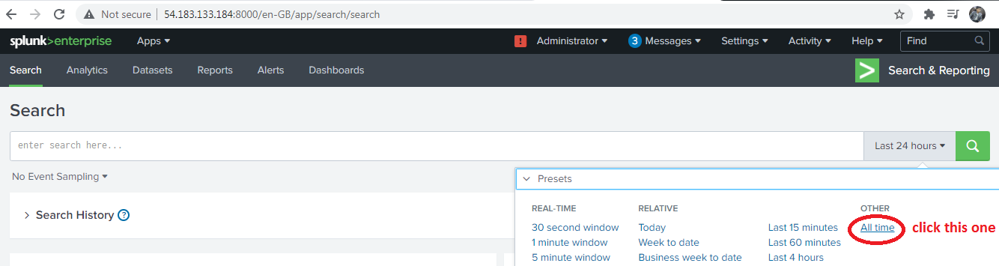 Not secure 54.183.133.184:8000/en-GB/app/search/search
splunk>enterprise Apps ! Administrator 3 Messages Settings Activity Help Find
Search Analytics Datasets Reports Alerts Dashboards > Search & Reporting
Search
enter search here... Last 24 hours
No Event Sampling
Presets
Search History ?
REAL-TIME RELATIVE OTHER
30 second window Today Last 15 minutes All time click this one
1 minute window Week to date Last 60 minutes
5 minute window Business week to date Last 4 hours